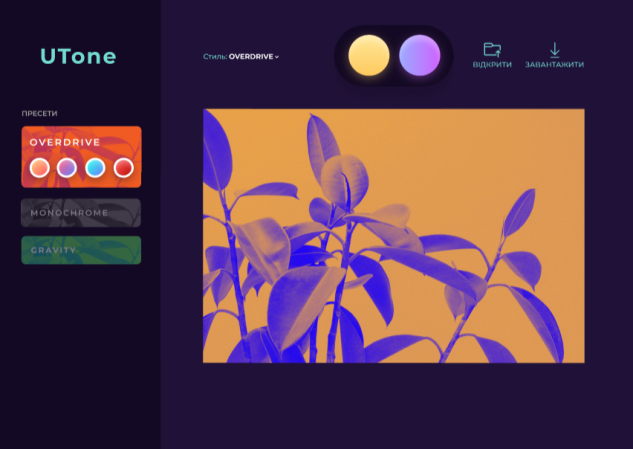 UTone
Стиль: OVERDRIVE
ВІДКРИТИ
ЗАВАНТАЖИТИ
ПРЕСЕТИ
OVERDRIVE
MONOCHROME
GRAVITY